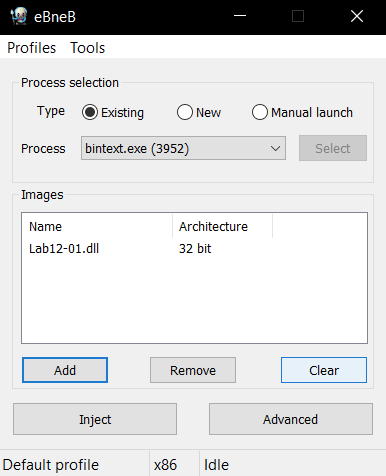 eBneB
Profiles Tools
Process selection
Type Existing New Manual launch
Process bintext.exe (3952) Select
Images
Name Architecture
Lab12-01.dll 32 bit
Add Remove Clear
Inject Advanced
Default profile x86 Idle